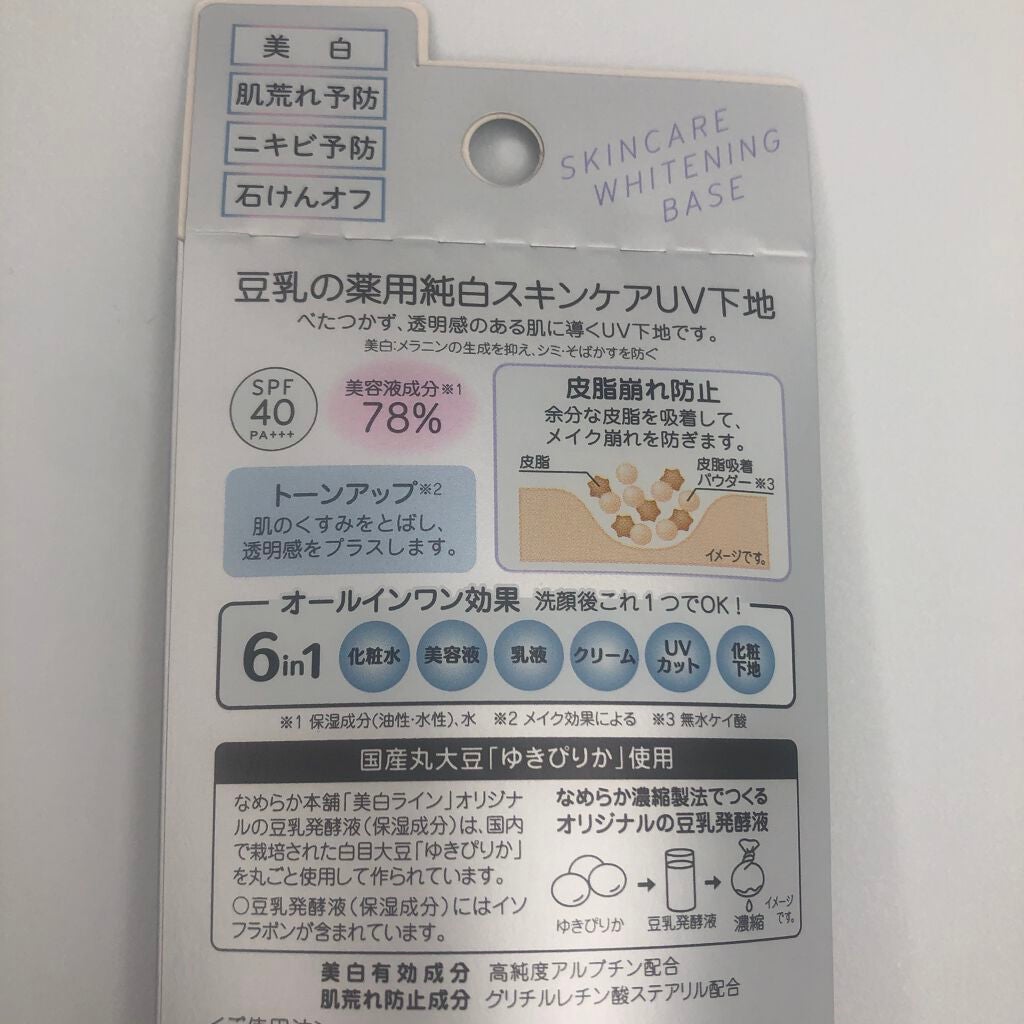 美白
肌荒れ予防
ニキビ予防
石けんオフ
SKINCARE
WHITENING
BASE
豆乳の薬用純白スキンケアUV下地
べたつかず、透明感のある肌に導くUV下地です。
美白:メラニンの生成を抑え、シミ・そばかすを防ぐ
SPF
40
PA+++
美容液成分※1
78%
トーンアップ※2
肌のくすみをとばし、
透明感をプラスします。
皮脂崩れ防止
余分な皮脂を吸着して、
メイク崩れを防ぎます。
皮脂
皮脂吸着
パウダー※3
イメージです。
オールインワン効果 洗顔後これ1つでOK!
6in1
化粧水
美容液
乳液
クリーム
UV
カット
化粧
下地
※1 保湿成分(油性・水性)、水 ※2 メイク効果による ※3 無水ケイ酸
国産丸大豆「ゆきぴりか」使用
なめらか本舗「美白ライン」オリジナ
ルの豆乳発酵液(保湿成分)は、国内
で栽培された白目大豆「ゆきぴりか」
を丸ごと使用して作られています。
○豆乳発酵液(保湿成分)にはイソ
フラボンが含まれています。
なめらか濃縮製法でつくる
オリジナルの豆乳発酵液
ゆきぴりか
豆乳発酵液
濃縮
イメージ
です。
美白有効成分 高純度アルブチン配合
肌荒れ防止成分 グリチルレチン酸ステアリル配合